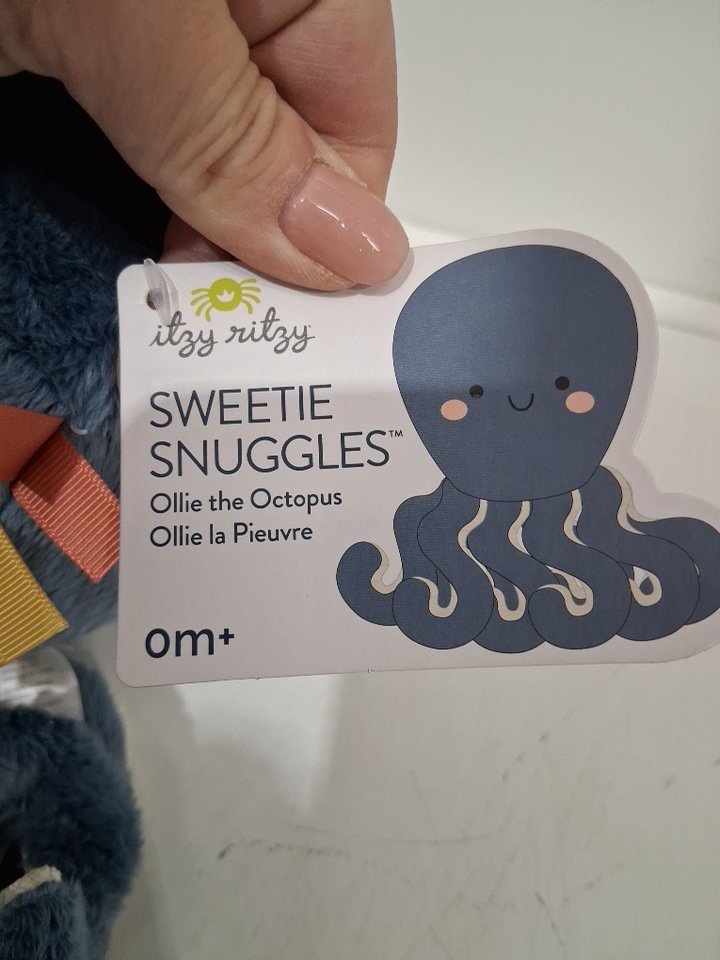 itzy ritzy
SWEETIE
SNUGGLES™
Ollie the Octopus
Ollie la Pieuvre
0m+